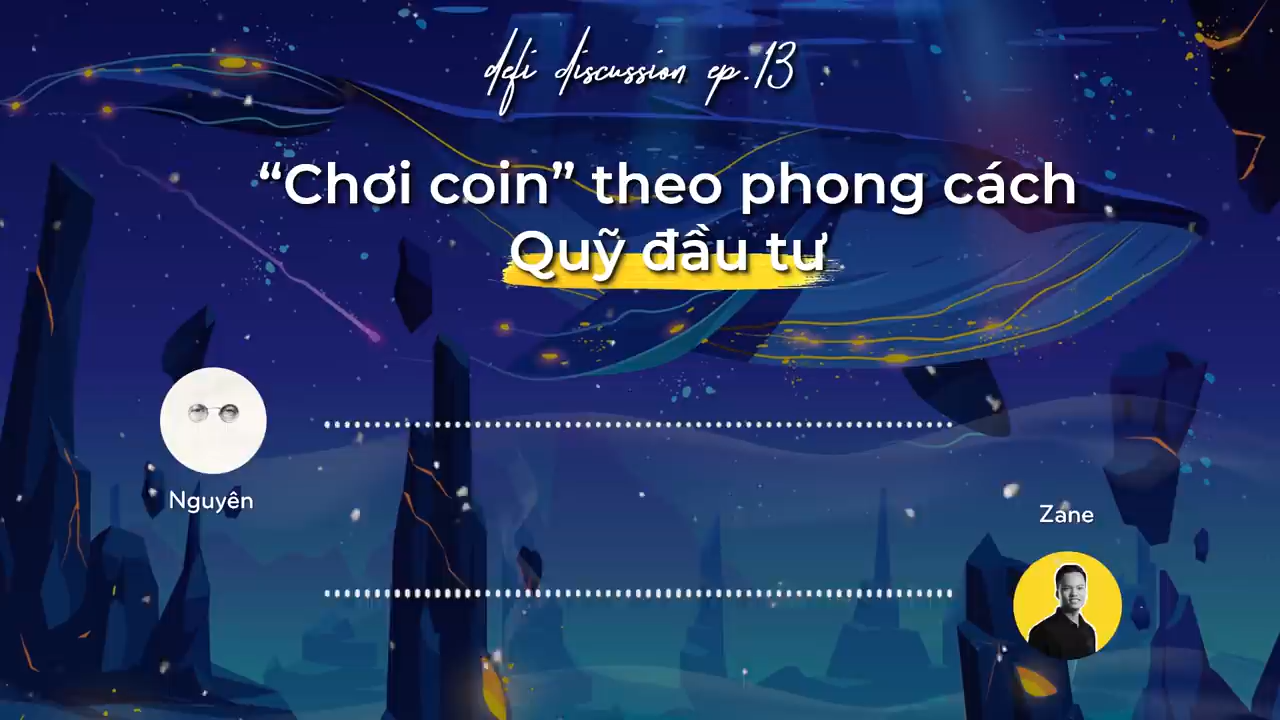 defi discussion ep.13
“Chơi coin” theo phong cách
Quỹ đầu tư
Nguyên
Zane